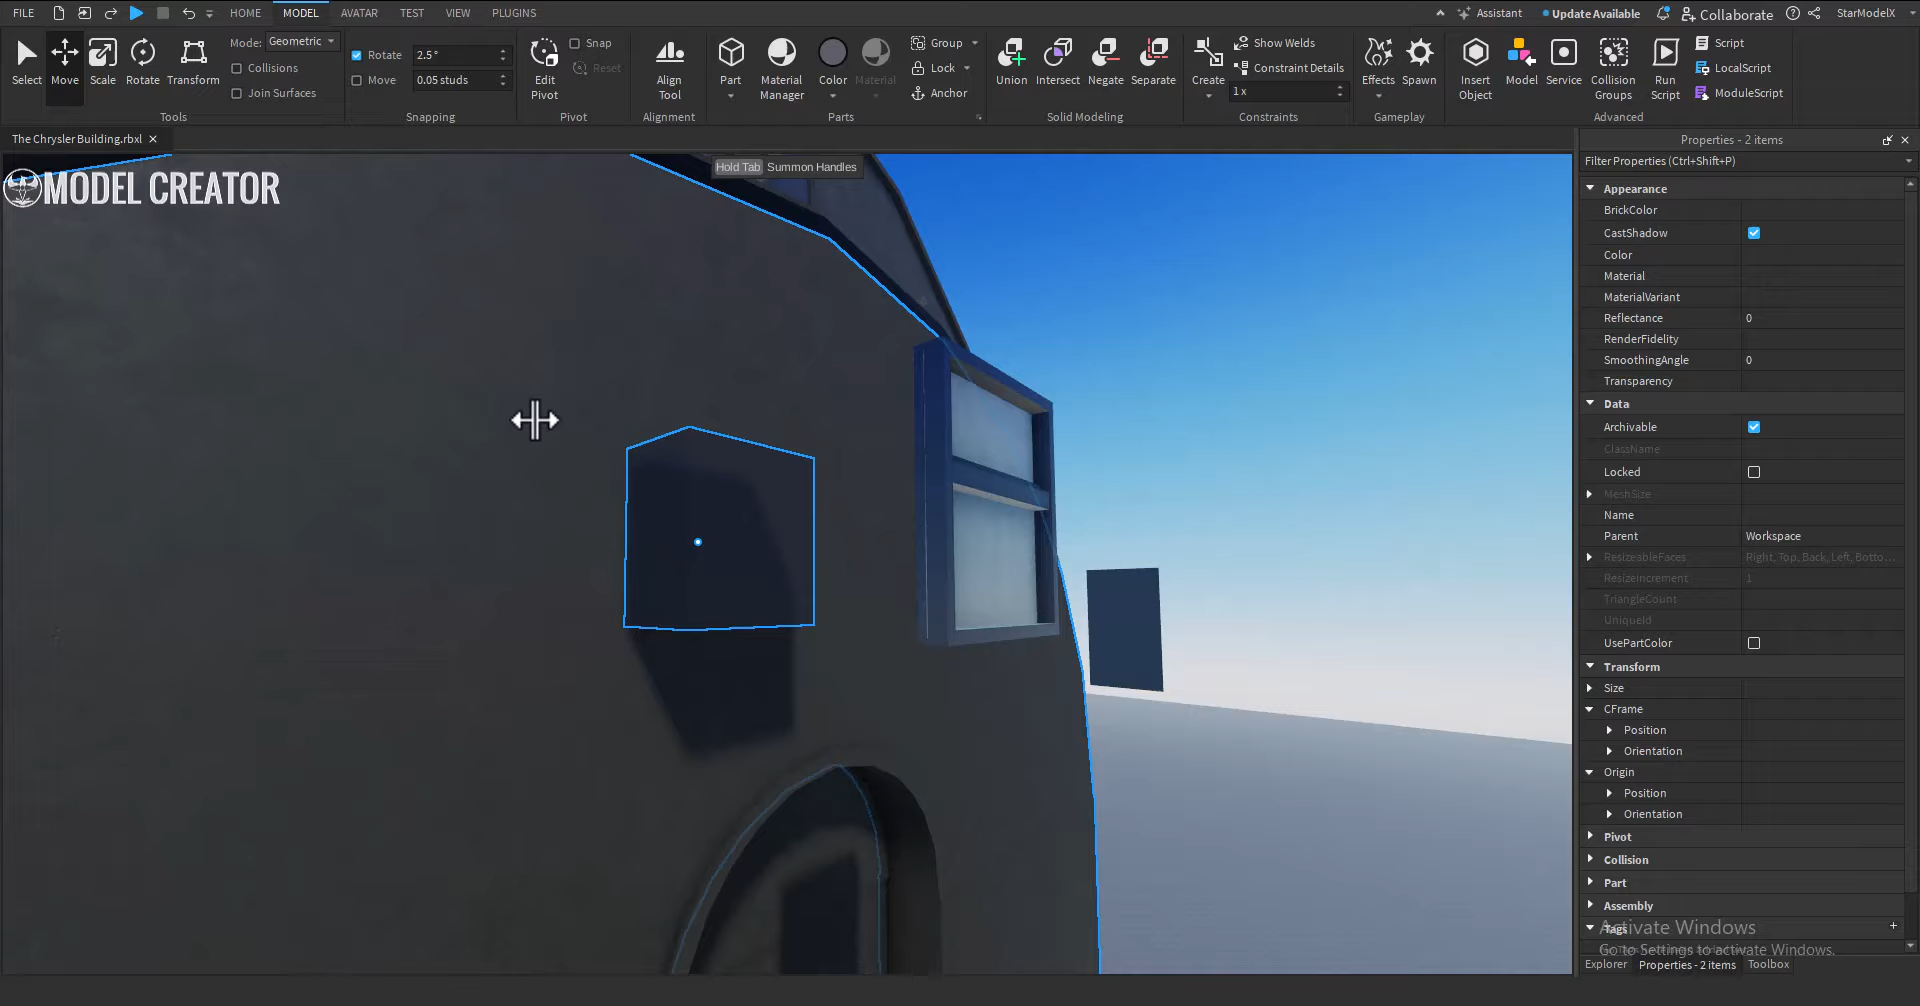 FILE HOME MODEL AVATAR TEST VIEW PLUGINS Assistant Update Available Collaborate StarModelX
Select Move Scale Rotate Transform
Mode: Geometric
Collisions
Join Surfaces
Tools
Rotate 2.5°
Move 0.05 studs
Snapping
Edit Pivot
Snap
Reset
Pivot
Align Tool
Alignment
Part
Material Manager
Color
Material
Group
Lock
Anchor
Parts
Union Intersect Negate Separate
Solid Modeling
Create
Show Welds
Constraint Details
1 x
Constraints
Effects Spawn
Gameplay
Insert Object
Model
Service
Collision Groups
Run Script
Script
LocalScript
ModuleScript
Advanced
The Chrysler Building.rbxl
Hold Tab Summon Handles
MODEL CREATOR
Properties - 2 items
Filter Properties (Ctrl+Shift+P)
Appearance
BrickColor
CastShadow
Color
Material
MaterialVariant
Reflectance 0
RenderFidelity
SmoothingAngle 0
Transparency
Data
Archivable
ClassName
Locked
MeshSize
Name
Parent Workspace
ResizeableFaces Right, Top, Back, Left, Botto...
ResizeIncrement 1
TriangleCount
UniqueId
UsePartColor
Transform
Size
CFrame
Position
Orientation
Origin
Position
Orientation
Pivot
Collision
Part
Assembly
Tags
Activate Windows
Go to Settings to activate Windows.
Explorer Properties - 2 items Toolbox